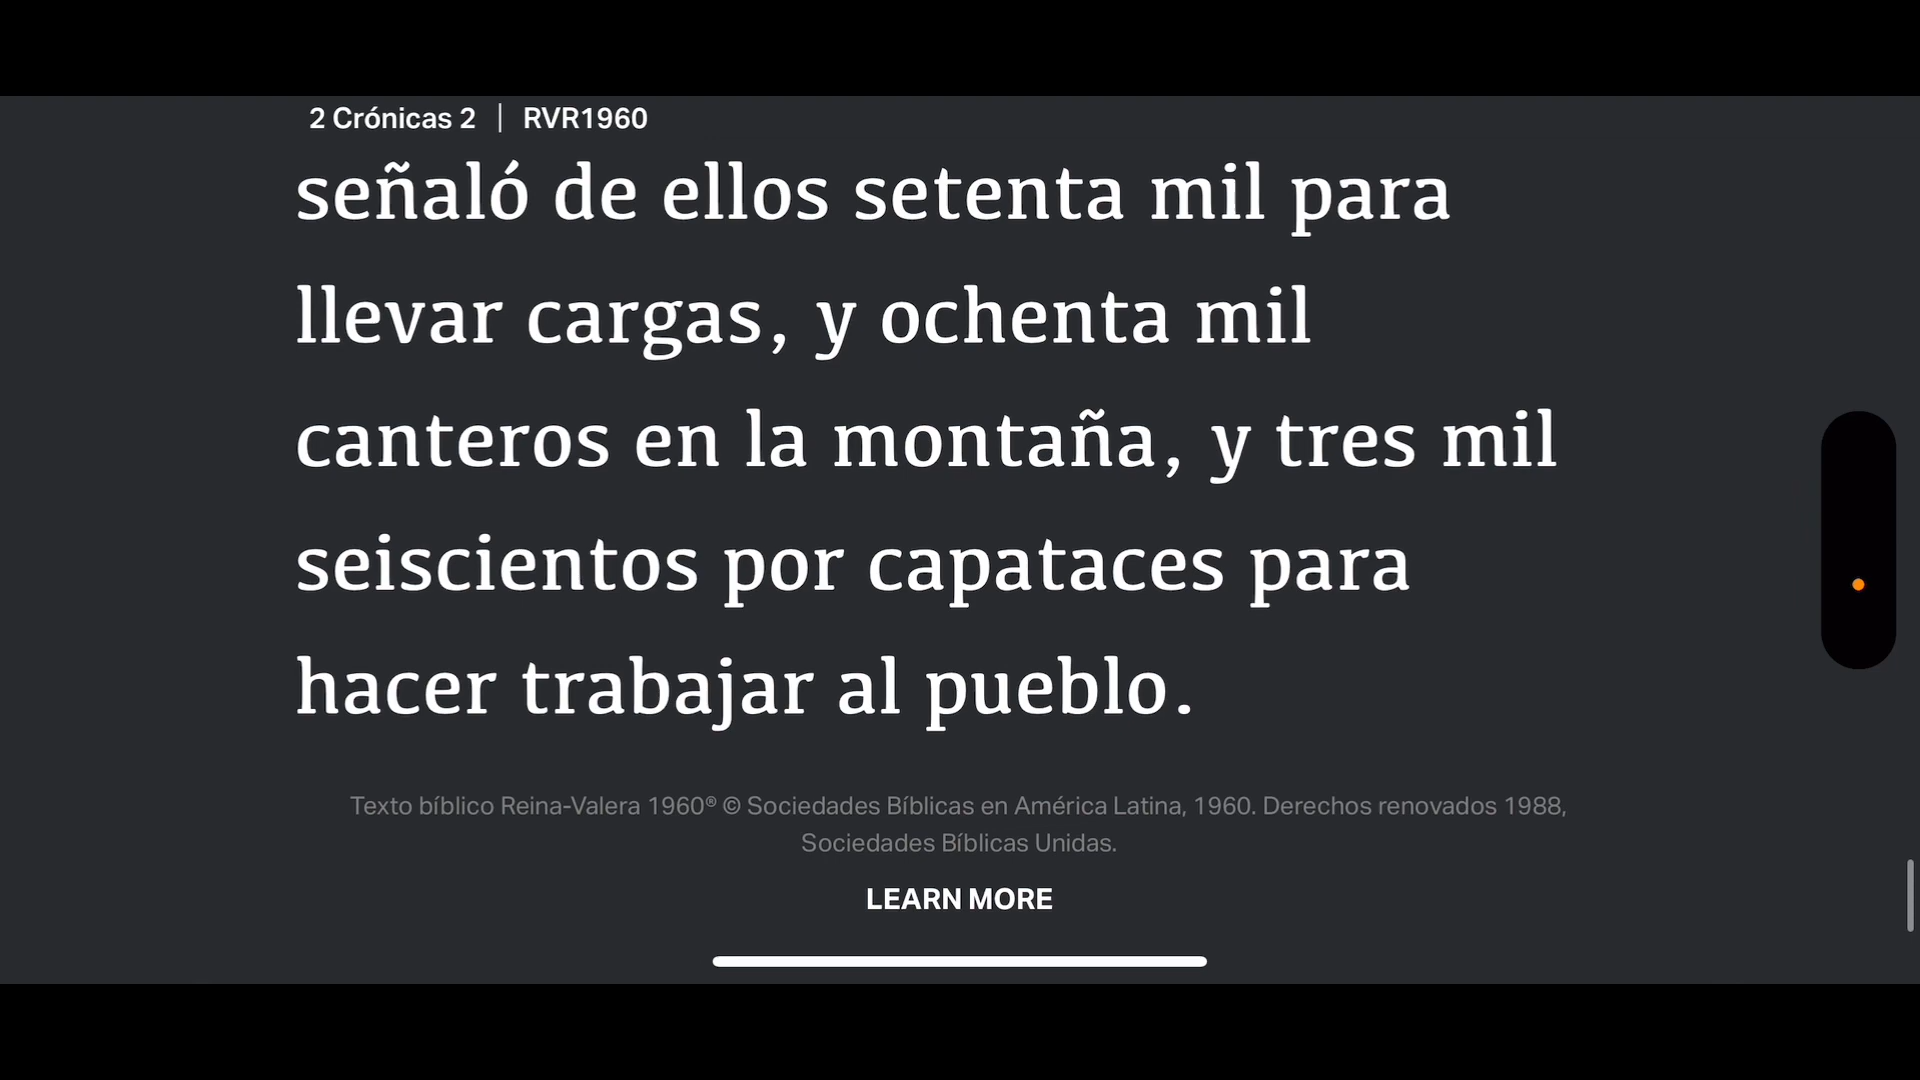 2 Crónicas 2 | RVR1960
señaló de ellos setenta mil para
llevar cargas, y ochenta mil
canteros en la montaña, y tres mil
seiscientos por capataces para
hacer trabajar al pueblo.
Texto bíblico Reina-Valera 1960® © Sociedades Bíblicas en América Latina, 1960. Derechos renovados 1988,
Sociedades Bíblicas Unidas.
LEARN MORE